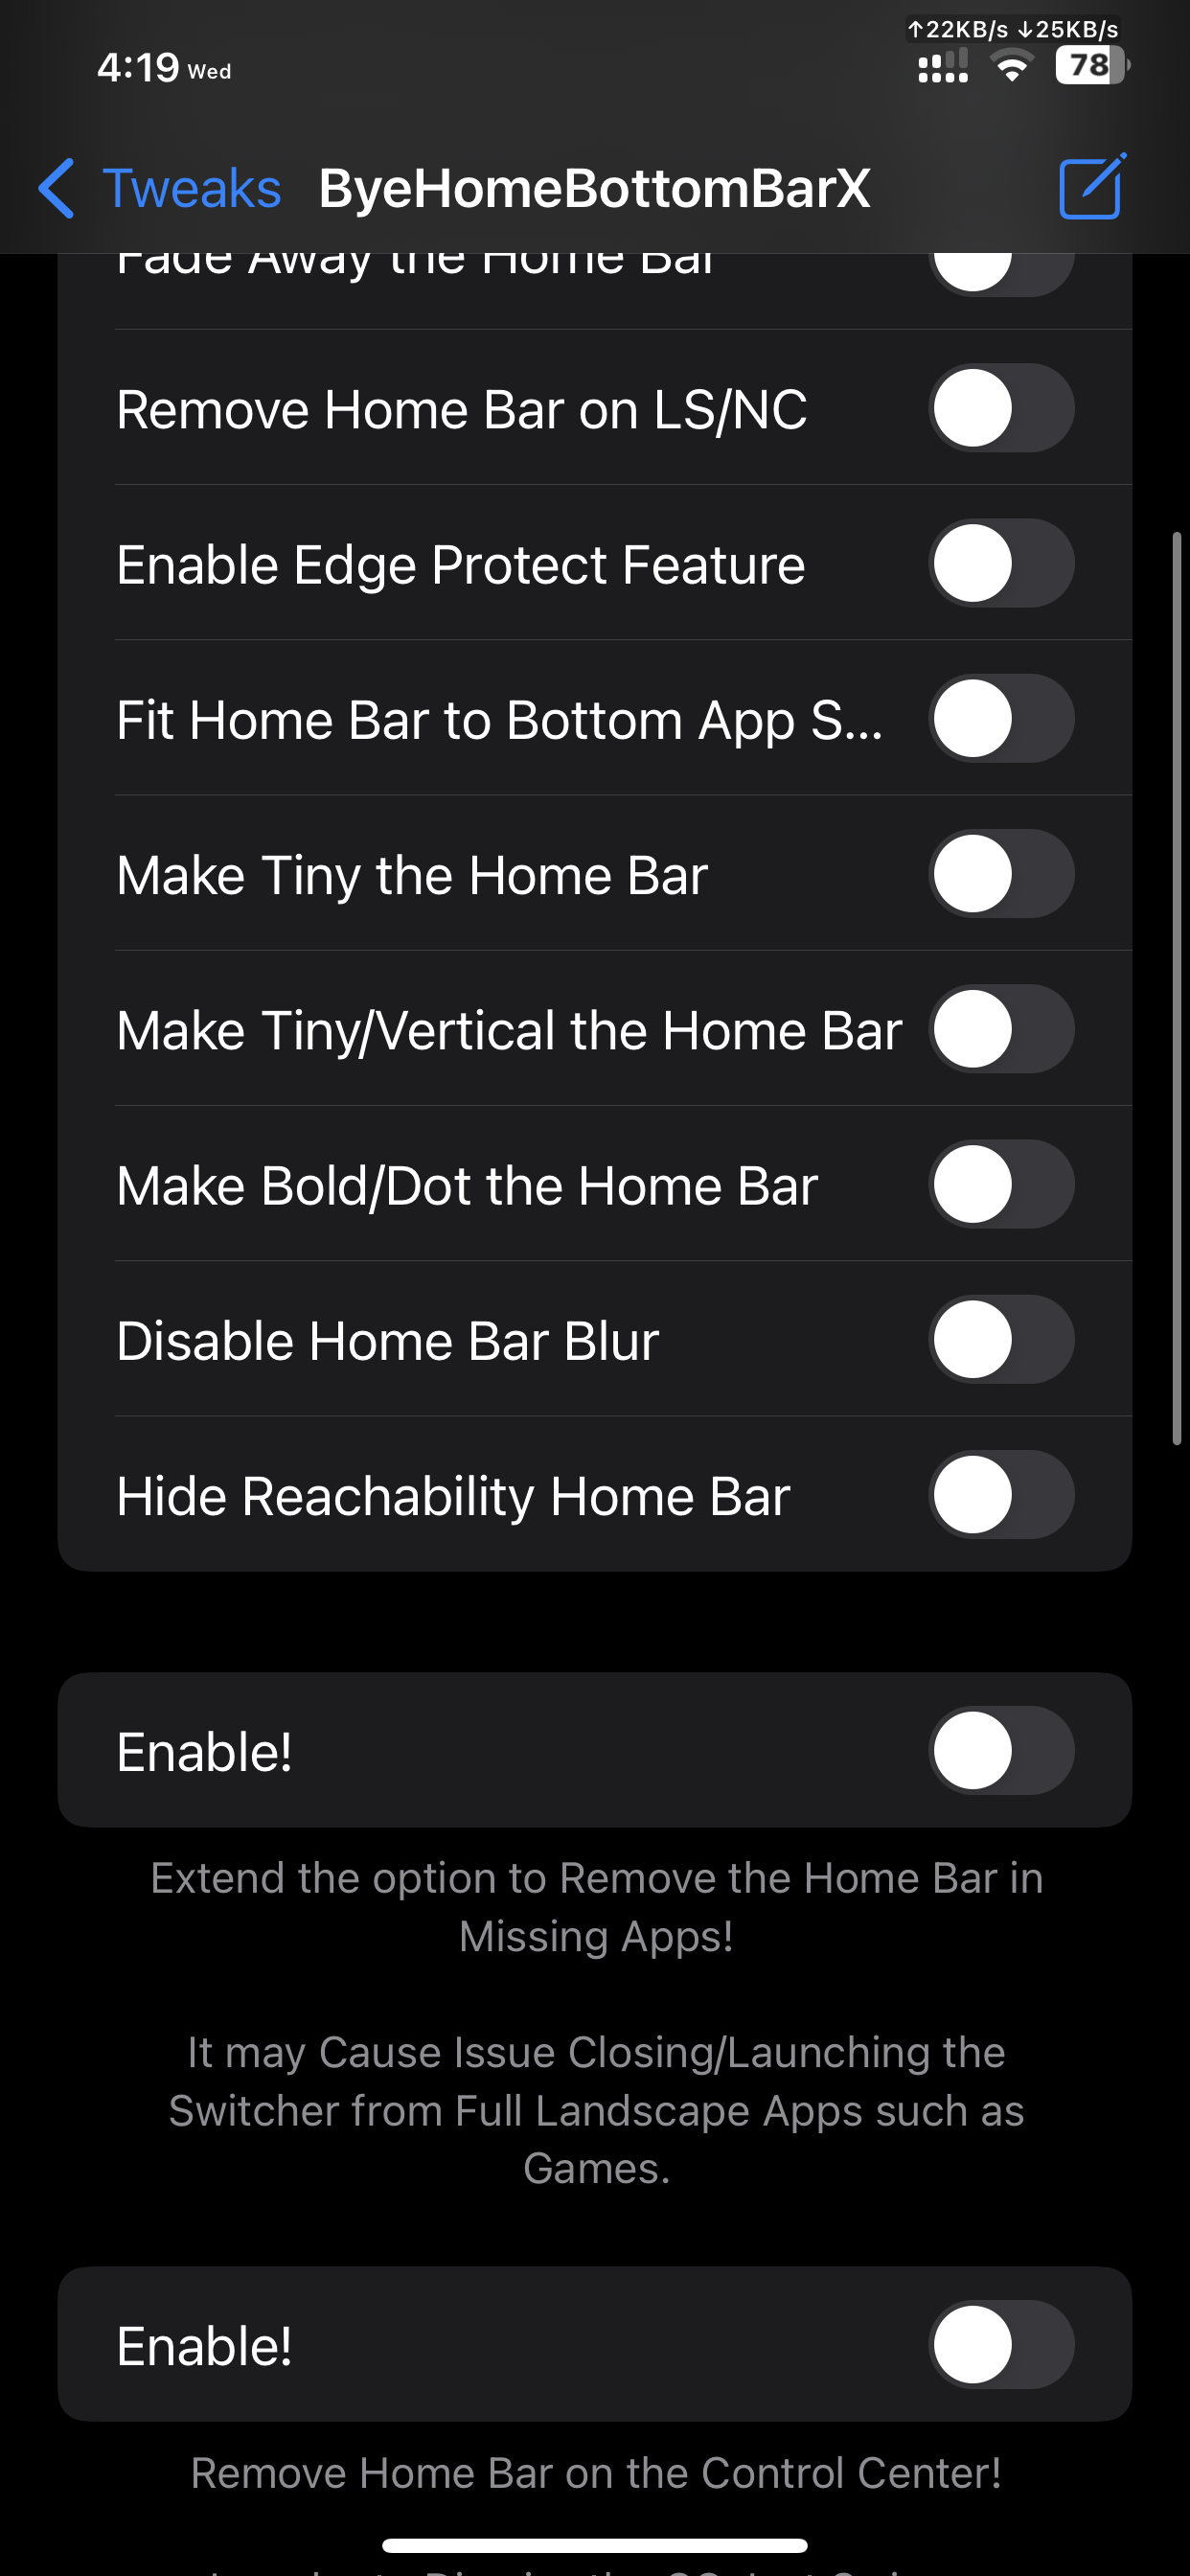 ↑22KB/s ↓25KB/s
4:19 Wed
78
Tweaks ByeHomeBottomBarX
Fade Away the Home Bar
Remove Home Bar on LS/NC
Enable Edge Protect Feature
Fit Home Bar to Bottom App S...
Make Tiny the Home Bar
Make Tiny/Vertical the Home Bar
Make Bold/Dot the Home Bar
Disable Home Bar Blur
Hide Reachability Home Bar
Enable!
Extend the option to Remove the Home Bar in
Missing Apps!
It may Cause Issue Closing/Launching the
Switcher from Full Landscape Apps such as
Games.
Enable!
Remove Home Bar on the Control Center!